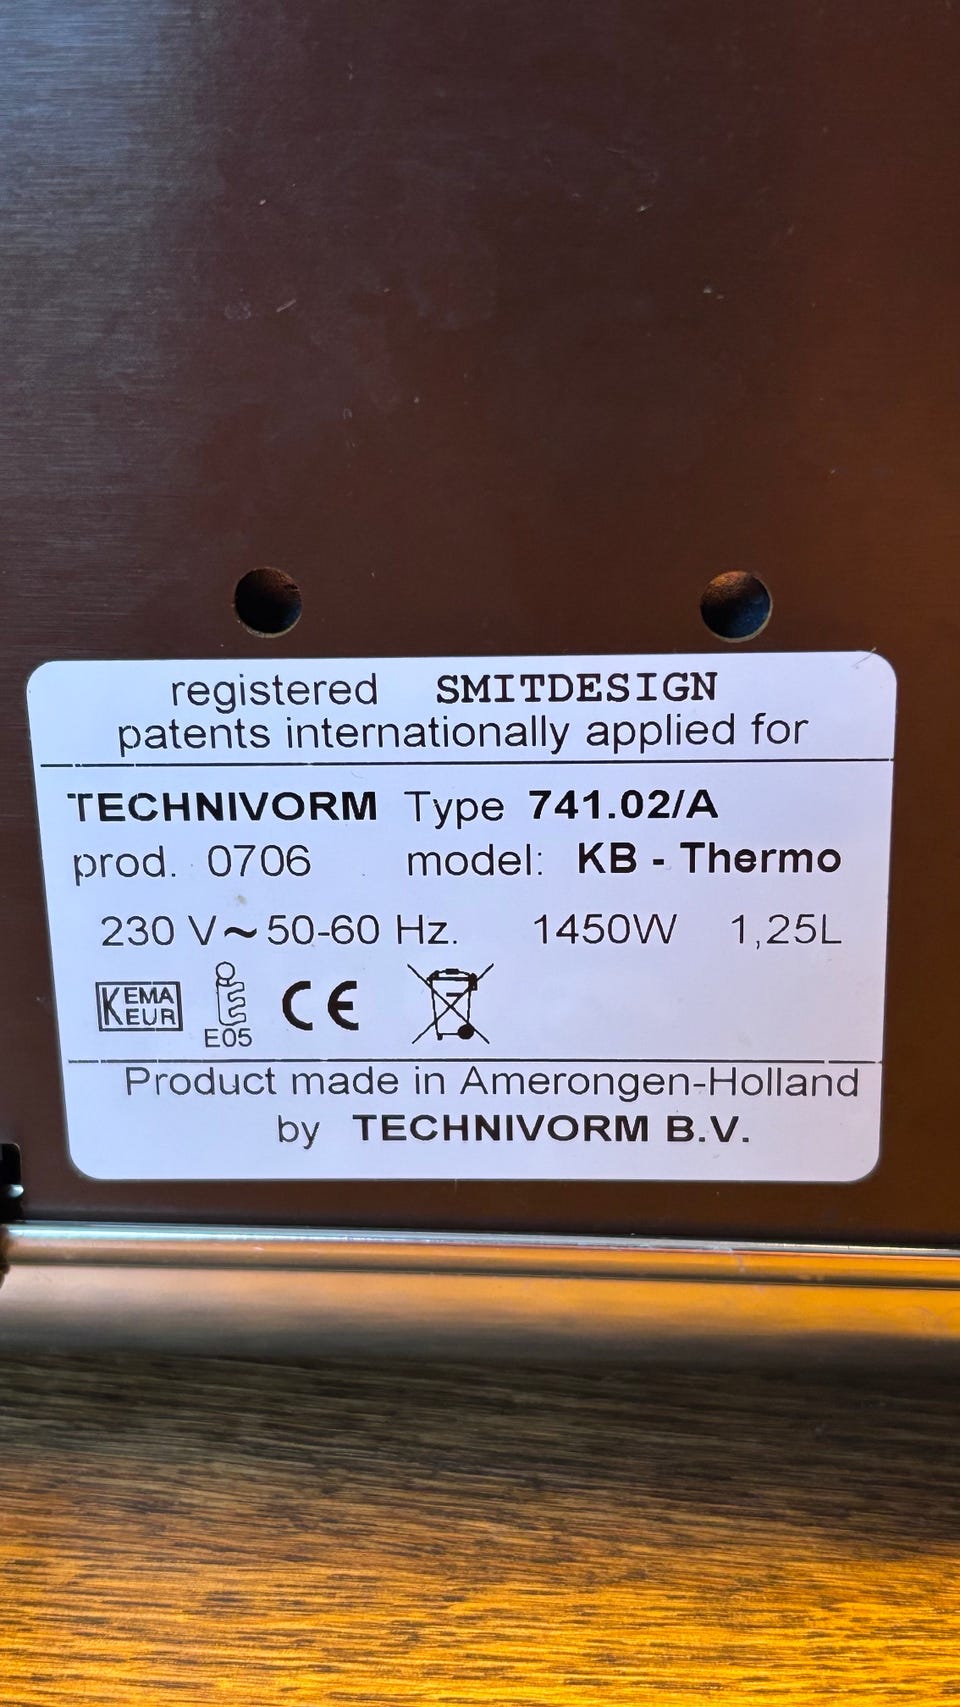 registered SMITDESIGN
patents internationally applied for
TECHNIVORM Type 741.02/A
prod. 0706 model: KB - Thermo
230 V~50-60 Hz. 1450W 1,25L
KEMA
KEUR
E05
CE
Product made in Amerongen-Holland
by TECHNIVORM B.V.